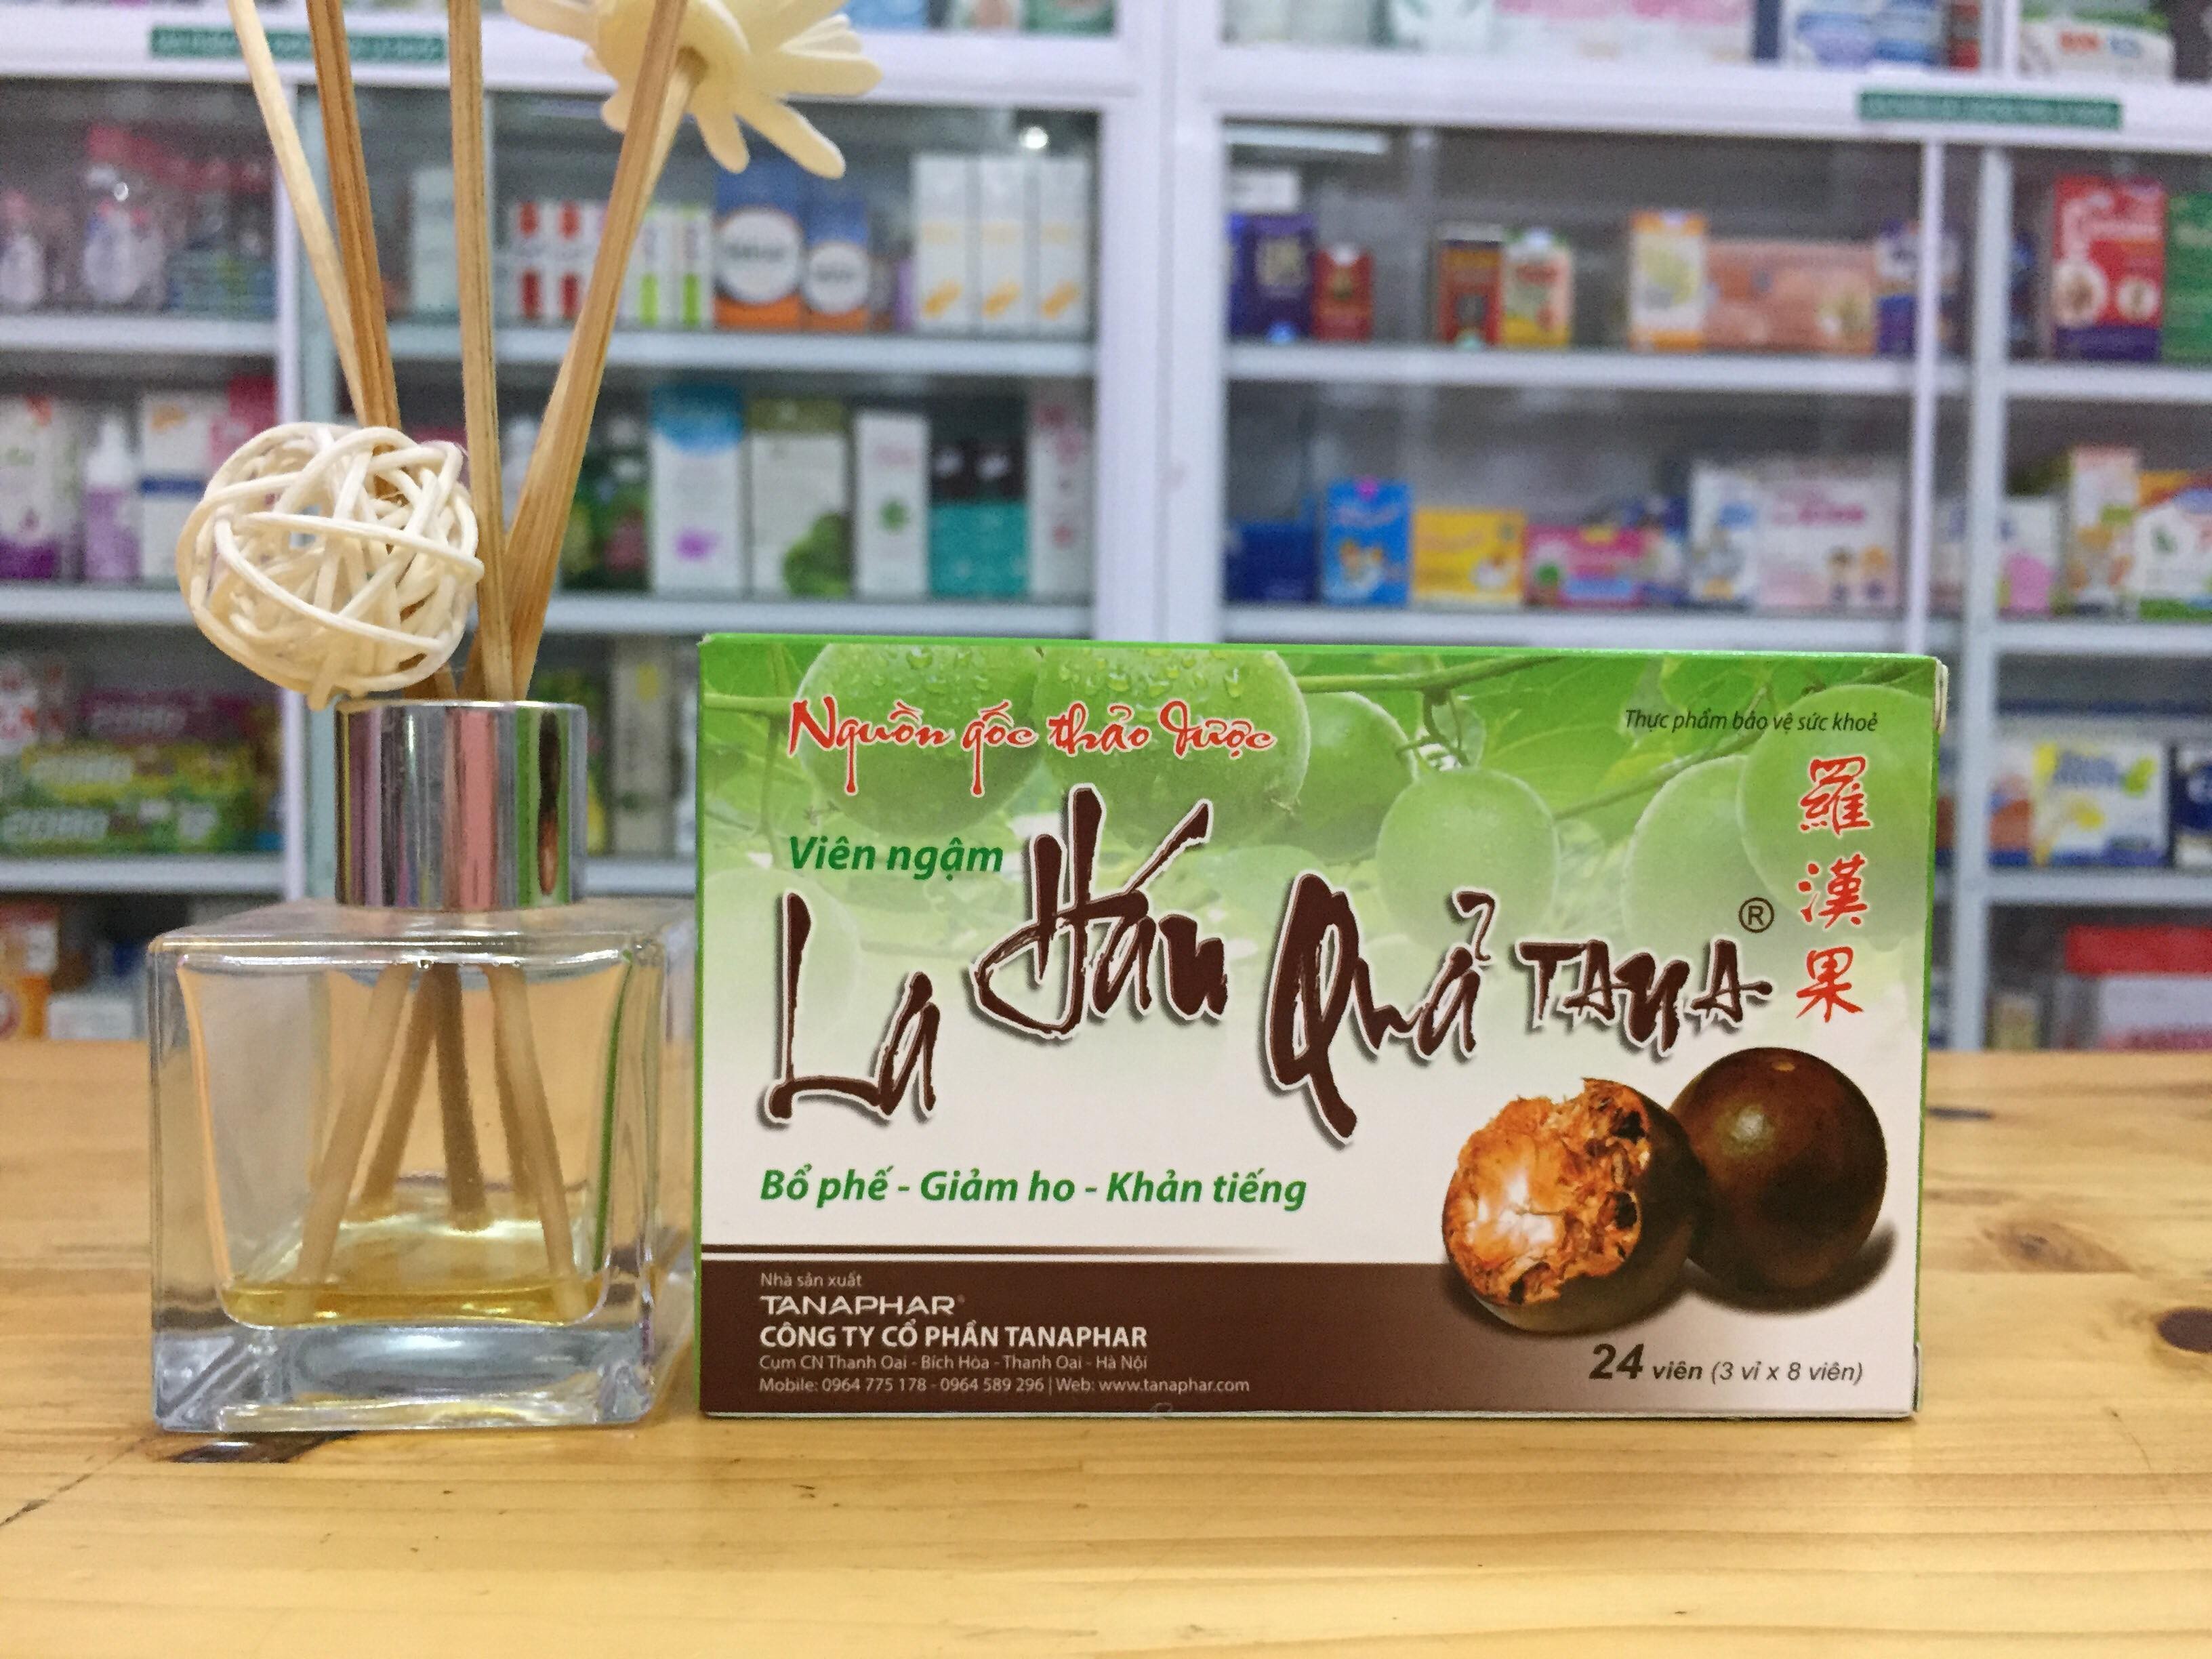 Nguồn gốc thảo dược
Thực phẩm bảo vệ sức khoẻ
Viên ngậm
La Hán Quả TANA®
羅漢果
Bổ phế - Giảm ho - Khản tiếng
Nhà sản xuất
TANAPHAR®
CÔNG TY CỔ PHẦN TANAPHAR
Cụm CN Thanh Oai - Bích Hòa - Thanh Oai - Hà Nội
Mobile: 0964 775 178 - 0964 589 296 | Web: www.tanaphar.com
24 viên (3 vỉ x 8 viên)